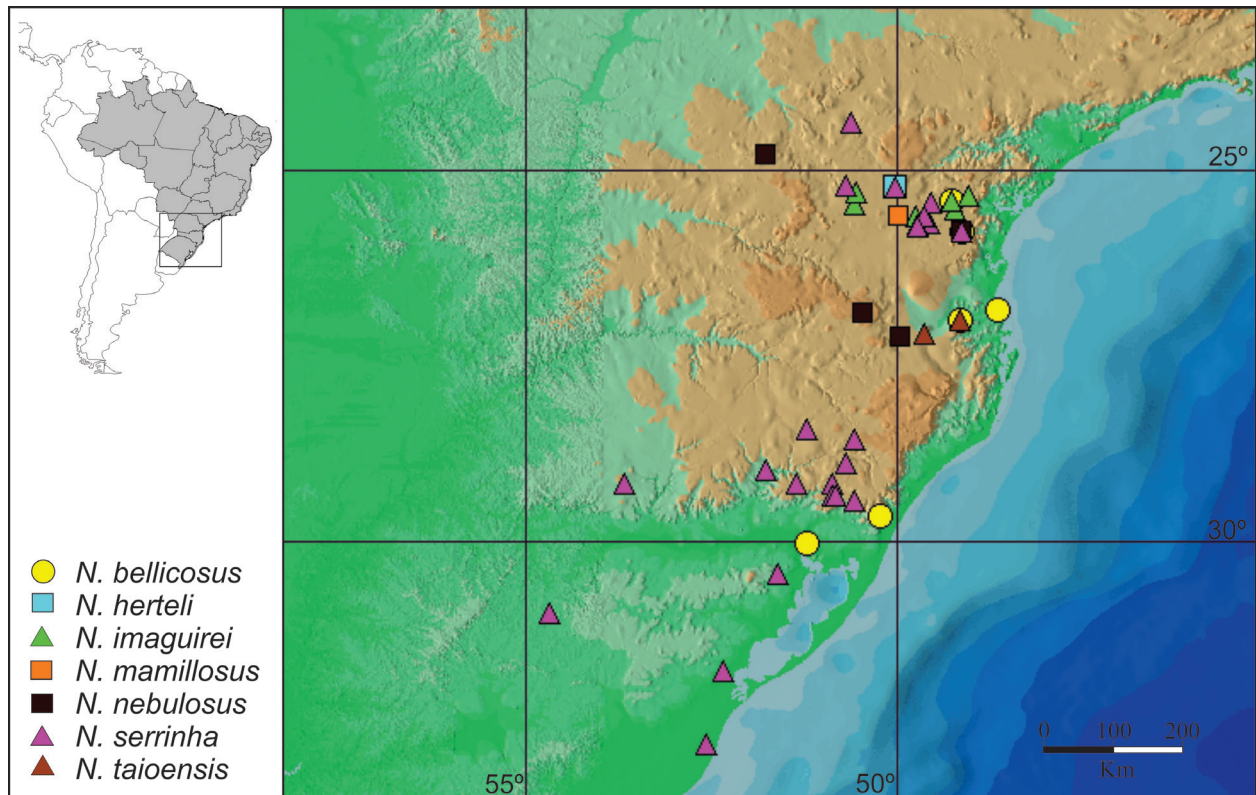 25º
30º
55º
50º
0 100 200
Km
N. bellicosus
N. herteli
N. imaguirei
N. mamillosus
N. nebulosus
N. serrinha
N. taioensis